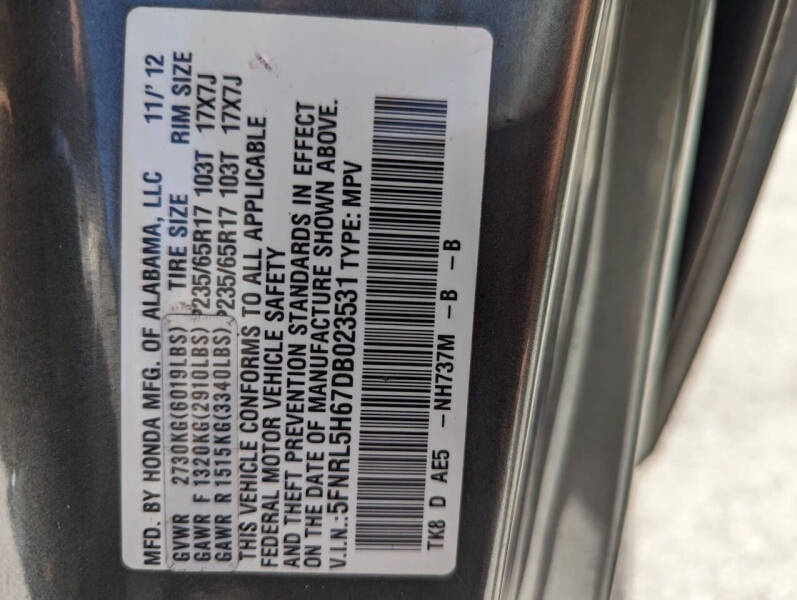 MFD. BY HONDA MFG. OF ALABAMA, LLC 11/'12
GVWR 2730KG(6019LBS) TIRE SIZE RIM SIZE
GAWR F 1320KG(2910LBS) P235/65R17 103T 17X7J
GAWR R 1515KG(3340LBS) P235/65R17 103T 17X7J
THIS VEHICLE CONFORMS TO ALL APPLICABLE
FEDERAL MOTOR VEHICLE SAFETY
AND THEFT PREVENTION STANDARDS IN EFFECT
ON THE DATE OF MANUFACTURE SHOWN ABOVE.
V.I.N.:5FNRL5H67DB023531 TYPE: MPV
TK8 D AE5 -NH737M -B -B